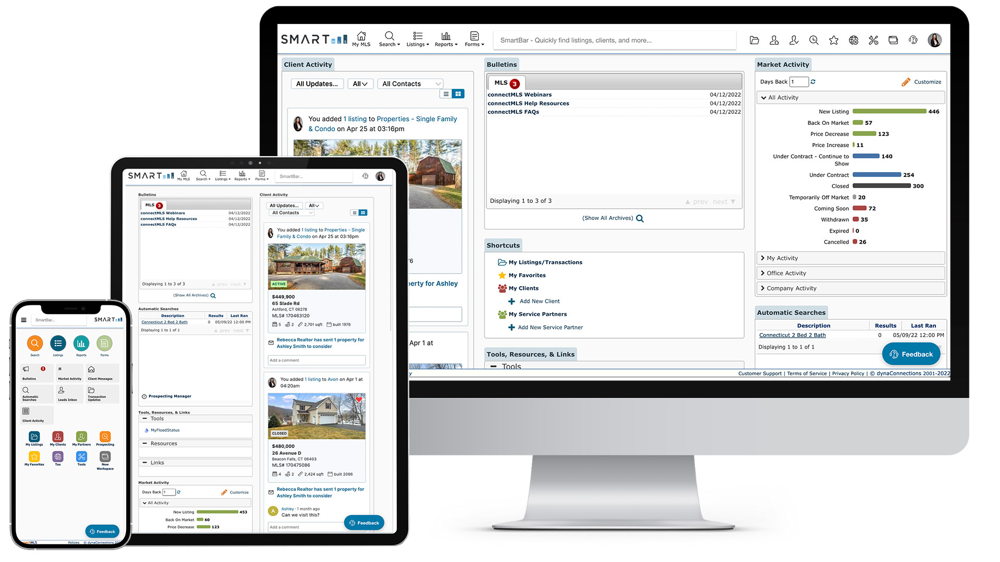 SMART MLS
My MLS
Search
Listings
Reports
Forms
SmartBar - Quickly find listings, clients, and more...
Client Activity
All Updates...
All
All Contacts
You added 1 listing to Properties - Single Family
& Condo on Apr 25 at 03:16pm
'6
perty for Ashley
Apr 1 at
y
Bulletins
MLS 3
connectMLS Webinars 04/12/2022
connectMLS Help Resources 04/12/2022
connectMLS FAQs 04/12/2022
Displaying 1 to 3 of 3
prev next
(Show All Archives)
Shortcuts
My Listings/Transactions
My Favorites
My Clients
Add New Client
My Service Partners
Add New Service Partner
Tools, Resources, & Links
Tools
Market Activity
Days Back 1
Customize
All Activity
New Listing 446
Back On Market 57
Price Decrease 123
Price Increase 11
Under Contract - Continue to
Show 140
Under Contract 254
Closed 300
Temporarily Off Market 20
Coming Soon 72
Withdrawn 35
Expired 0
Cancelled 26
My Activity
Office Activity
Company Activity
Automatic Searches
Description Results Last Ran
Connecticut 2 Bed 2 Bath 0 05/09/22 12:00 PM
Displaying 1 to 1 of 1
Feedback
Customer Support | Terms of Service | Privacy Policy | © dynaConnections 2001-2022
SMART MLS
My MLS
Search
Listings
Reports
Forms
SmartBar...
Bulletins
MLS 3
connectMLS Webinars 04/12/2022
connectMLS Help Resources 04/12/2022
connectMLS FAQs 04/12/2022
Displaying 1 to 3 of 3
prev next
(Show All Archives)
Automatic Searches
Description Results Last Ran
Connecticut 2 Bed 2 Bath 0 05/09/22 12:00 PM
Displaying 1 to 1 of 1
prev next
Prospecting Manager
Tools, Resources, & Links
Tools
MyFloodStatus
Resources
Links
Market Activity
Days Back 1
Customize
All Activity
New Listing 453
Back On Market 60
Price Decrease 123
Client Activity
All Updates...
All
All Contacts
You added 1 listing to Properties - Single
Family & Condo on Apr 25 at 03:16pm
ACTIVE
$449,900
65 Slade Rd
Ashford, CT 06278
MLS# 170463120
5 2 2,701 sqft built 1976
Rebecca Realtor has sent 1 property for
Ashley Smith to consider
Add a comment
You added 1 listing to Avon on Apr 1 at
04:20am
CLOSED
$480,000
26 Avenue D
Beacon Falls, CT 06403
MLS# 170475086
4 2 2,424 sqft built 2006
Rebecca Realtor has sent 1 property for
Ashley Smith to consider
A
Ashley · 1 month ago
Can we visit this?
Add a comment
Feedback
SmartBar...
SMART
Search
Listings
Reports
Forms
Bulletins
Market Activity
Client Messages
Automatic
Searches
Leads Inbox
Transaction
Updates
Client Activity
My Listings
My Clients
My Partners
Prospecting
My Favorites
Tax
Tools
New
Workspace
Feedback
ectMLS
Policies
© dynaConnections 20